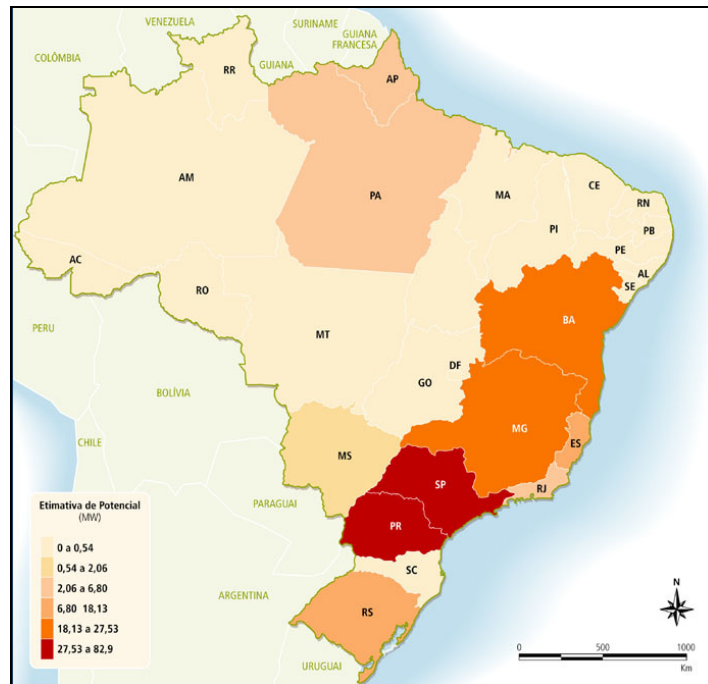 VENEZUELA
SURINAME
GUIANA
FRANCESA
COLÔMBIA
GUIANA
RR
AP
AM
PA
MA
CE
RN
PB
PI
PE
AL
SE
AC
RO
BA
PERU
MT
DF
GO
BOLÍVIA
MG
ES
CHILE
MS
SP
RJ
PARAGUAI
PR
SC
ARGENTINA
RS
URUGUAI
Etimativa de Potencial
(MW)
0 a 0,54
0,54 a 2,06
2,06 a 6,80
6,80 18,13
18,13 a 27,53
27,53 a 82,9
N
0 500 1000
Km